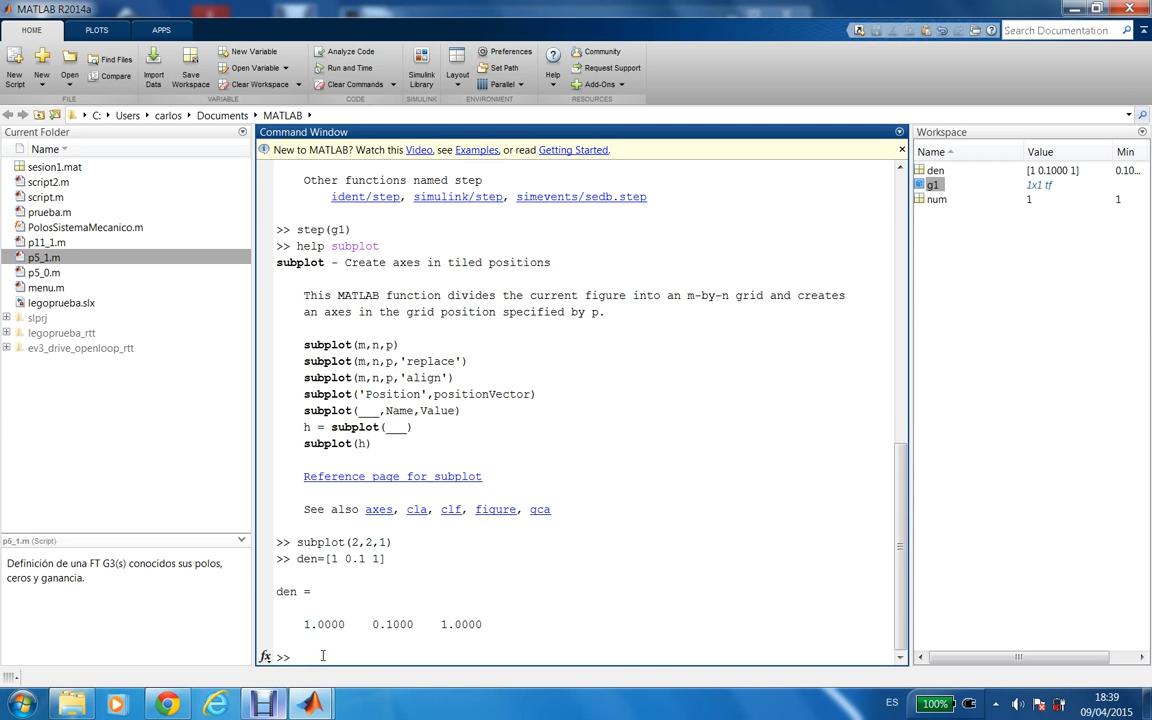 MATLAB R2014a
HOME PLOTS APPS
Search Documentation
New Script
New
Open
Find Files
Compare
Import Data
Save Workspace
New Variable
Open Variable
Clear Workspace
Analyze Code
Run and Time
Clear Commands
Simulink Library
Layout
Preferences
Set Path
Parallel
Help
Community
Request Support
Add-Ons
FILE VARIABLE CODE SIMULINK ENVIRONMENT RESOURCES
C: Users carlos Documents MATLAB
Current Folder
Name
sesion1.mat
script2.m
script.m
prueba.m
PolosSistemaMecanico.m
p11_1.m
p5_1.m
p5_0.m
menu.m
legoprueba.slx
slprj
legoprueba_rtt
ev3_drive_openloop_rtt
p5_1.m (Script)
Definición de una FT G3(s) conocidos sus polos,
ceros y ganancia.
Command Window
New to MATLAB? Watch this Video, see Examples, or read Getting Started.
Other functions named step
ident/step, simulink/step, simevents/sedb.step
>> step(g1)
>> help subplot
subplot - Create axes in tiled positions
This MATLAB function divides the current figure into an m-by-n grid and creates
an axes in the grid position specified by p.
subplot(m,n,p)
subplot(m,n,p,'replace')
subplot(m,n,p,'align')
subplot('Position',positionVector)
subplot(___,Name,Value)
h = subplot(___)
subplot(h)
Reference page for subplot
See also axes, cla, clf, figure, gca
>> subplot(2,2,1)
>> den=[1 0.1 1]
den =
1.0000 0.1000 1.0000
fx >>
Workspace
Name Value Min
den [1 0.1000 1] 0.10...
g1 1x1 tf
num 1 1
ES 100% 18:39
09/04/2015